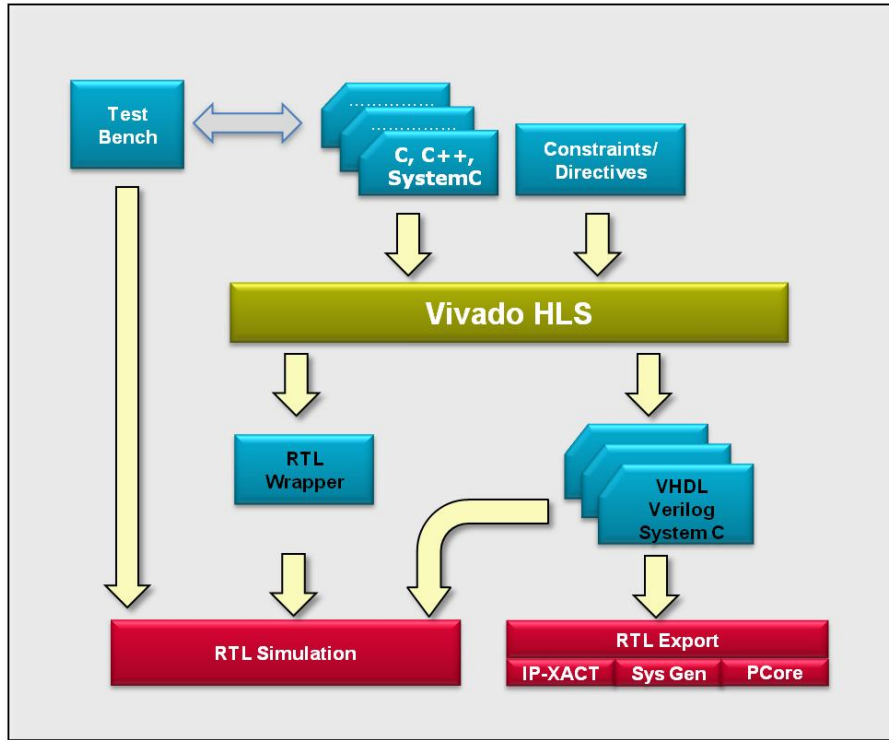 Test
Bench
................
................
C, C++,
SystemC
Constraints/
Directives
Vivado HLS
RTL
Wrapper
VHDL
Verilog
System C
RTL Simulation
RTL Export
IP-XACT
Sys Gen
PCore